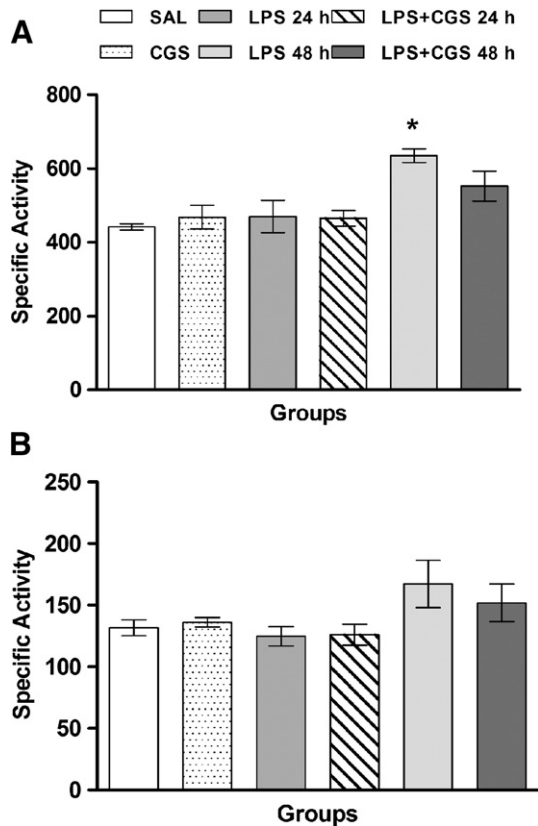 A
SAL LPS 24 h LPS+CGS 24 h
CGS LPS 48 h LPS+CGS 48 h
800
600
400
200
0
Specific Activity
*
Groups
B
250
200
150
100
50
0
Specific Activity
Groups